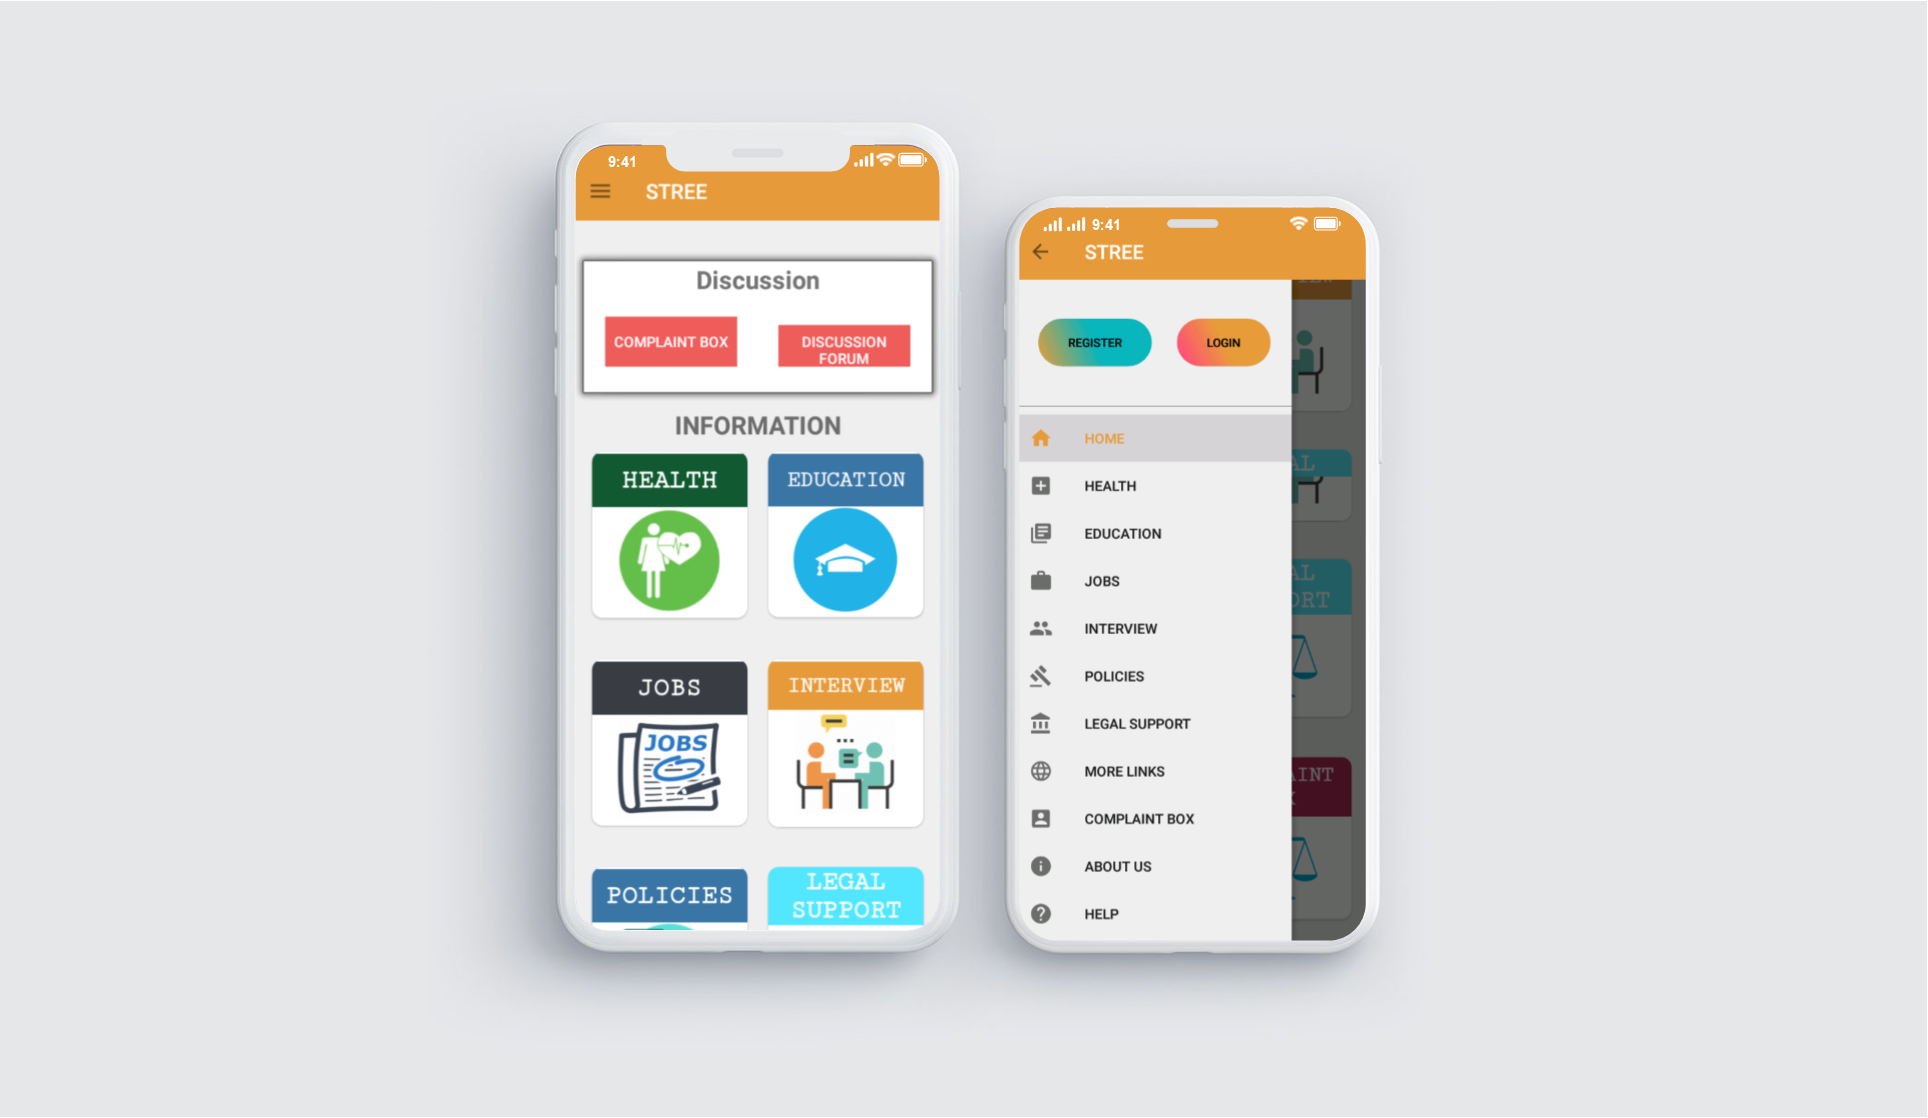 9:41
STREE
Discussion
COMPLAINT BOX
DISCUSSION
FORUM
INFORMATION
HEALTH
EDUCATION
JOBS
INTERVIEW
JOBS
POLICIES
LEGAL
SUPPORT
9:41
STREE
REGISTER
LOGIN
HOME
HEALTH
EDUCATION
JOBS
INTERVIEW
POLICIES
LEGAL SUPPORT
MORE LINKS
COMPLAINT BOX
ABOUT US
HELP